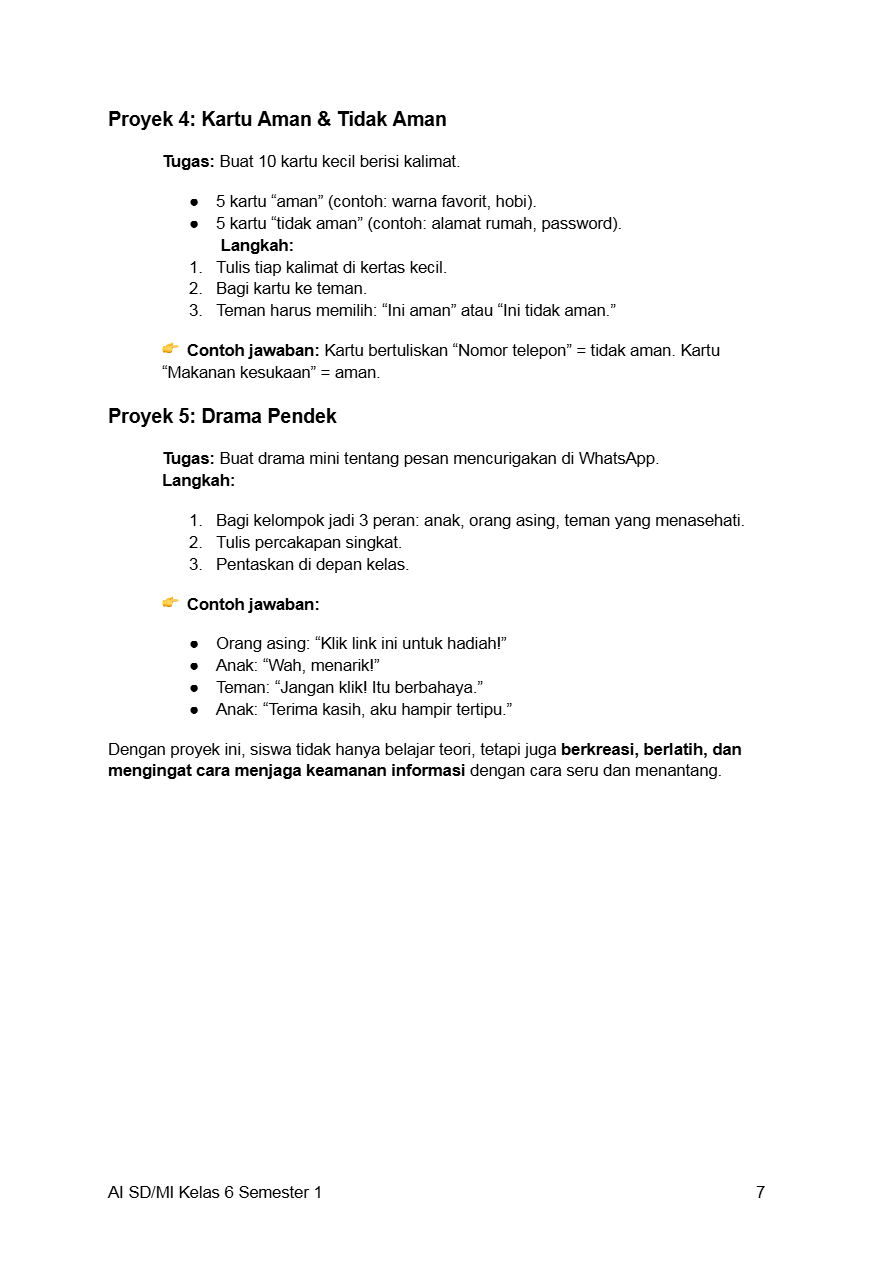 Proyek 4: Kartu Aman & Tidak Aman
Tugas: Buat 10 kartu kecil berisi kalimat.
● 5 kartu “aman” (contoh: warna favorit, hobi).
● 5 kartu “tidak aman” (contoh: alamat rumah, password).
Langkah:
1. Tulis tiap kalimat di kertas kecil.
2. Bagi kartu ke teman.
3. Teman harus memilih: “Ini aman” atau “Ini tidak aman.”
👉 Contoh jawaban: Kartu bertuliskan “Nomor telepon” = tidak aman. Kartu
“Makanan kesukaan” = aman.
Proyek 5: Drama Pendek
Tugas: Buat drama mini tentang pesan mencurigakan di WhatsApp.
Langkah:
1. Bagi kelompok jadi 3 peran: anak, orang asing, teman yang menasehati.
2. Tulis percakapan singkat.
3. Pentaskan di depan kelas.
👉 Contoh jawaban:
● Orang asing: “Klik link ini untuk hadiah!”
● Anak: “Wah, menarik!”
● Teman: “Jangan klik! Itu berbahaya.”
● Anak: “Terima kasih, aku hampir tertipu.”
Dengan proyek ini, siswa tidak hanya belajar teori, tetapi juga berkreasi, berlatih, dan
mengingat cara menjaga keamanan informasi dengan cara seru dan menantang.
AI SD/MI Kelas 6 Semester 1 7